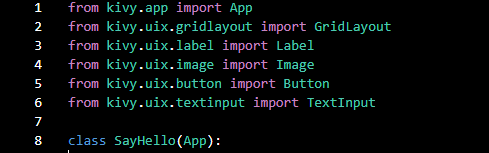 1 from kivy.app import App
2 from kivy.uix.gridlayout import GridLayout
3 from kivy.uix.label import Label
4 from kivy.uix.image import Image
5 from kivy.uix.button import Button
6 from kivy.uix.textinput import TextInput
7
8 class SayHello(App):